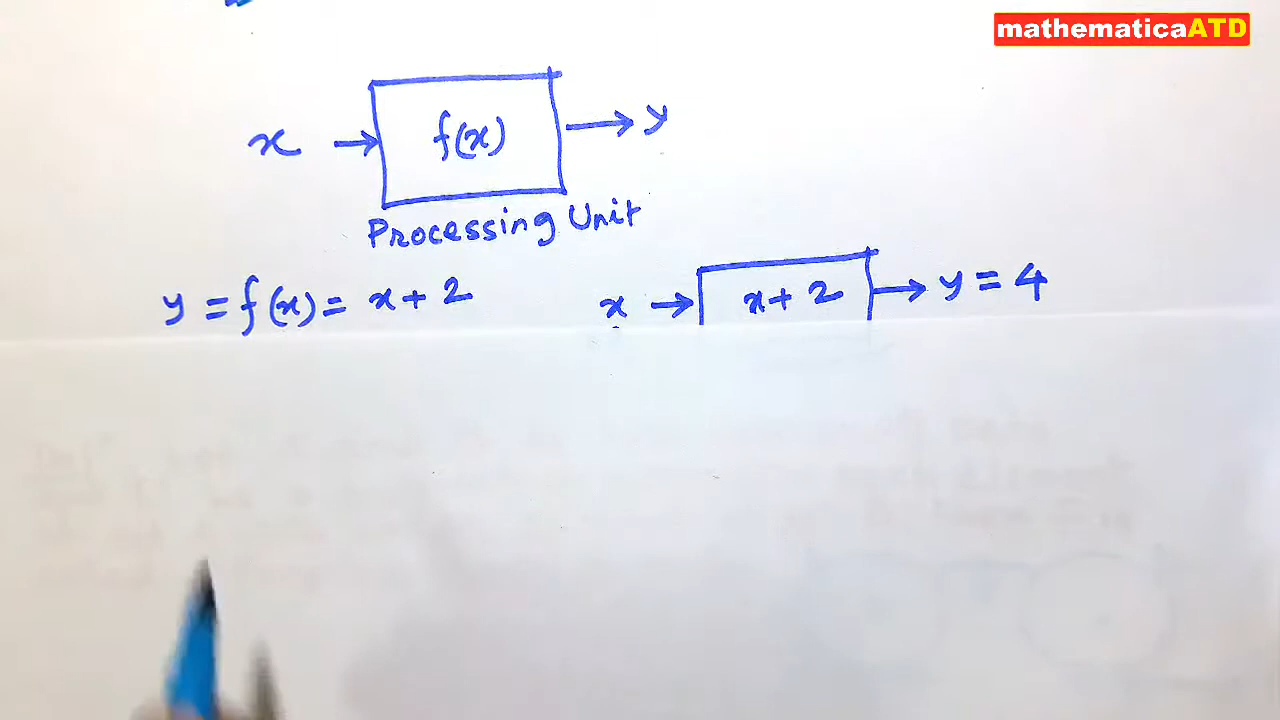 mathematicaATD
x → f(x) → y
Processing Unit
y = f(x) = x + 2
x → x + 2 → y = 4